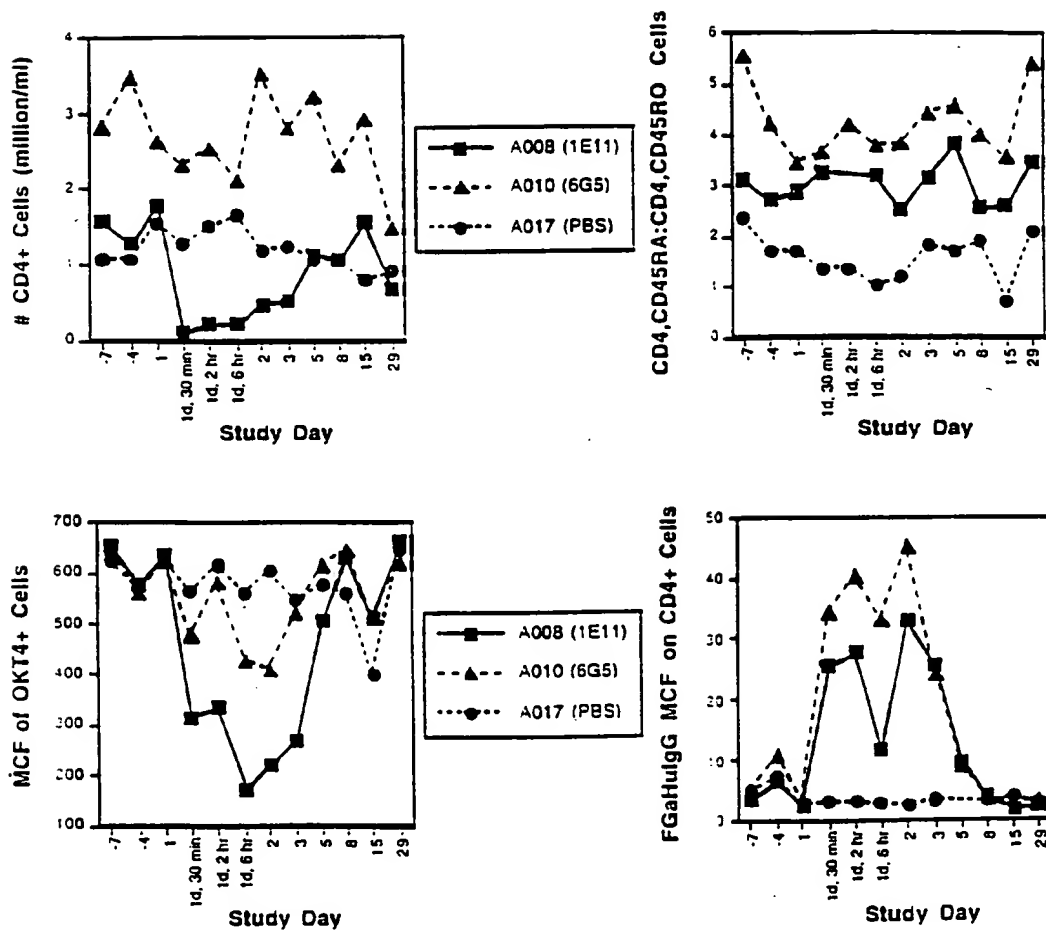 # CD4+ Cells (million/ml)
4
3
2
1
0
-7
-4
1
1d, 30 min
1d, 2 hr
1d, 6 hr
2
3
5
8
15
29
Study Day
A008 (1E11)
A010 (6G5)
A017 (PBS)
CD4,CD45RA:CD4,CD45RO Cells
6
5
4
3
2
1
-7
-4
1
1d, 30 min
1d, 2 hr
1d, 6 hr
2
3
5
8
15
29
Study Day
MCF of OKT4+ Cells
700
600
500
400
300
200
100
-7
-4
1
1d, 30 min
1d, 2 hr
1d, 6 hr
2
3
5
8
15
29
Study Day
A008 (1E11)
A010 (6G5)
A017 (PBS)
FGaHuIgG MCF on CD4+ Cells
50
40
30
20
10
-7
-4
1
1d, 30 min
1d, 2 hr
1d, 6 hr
2
3
5
8
15
29
Study Day